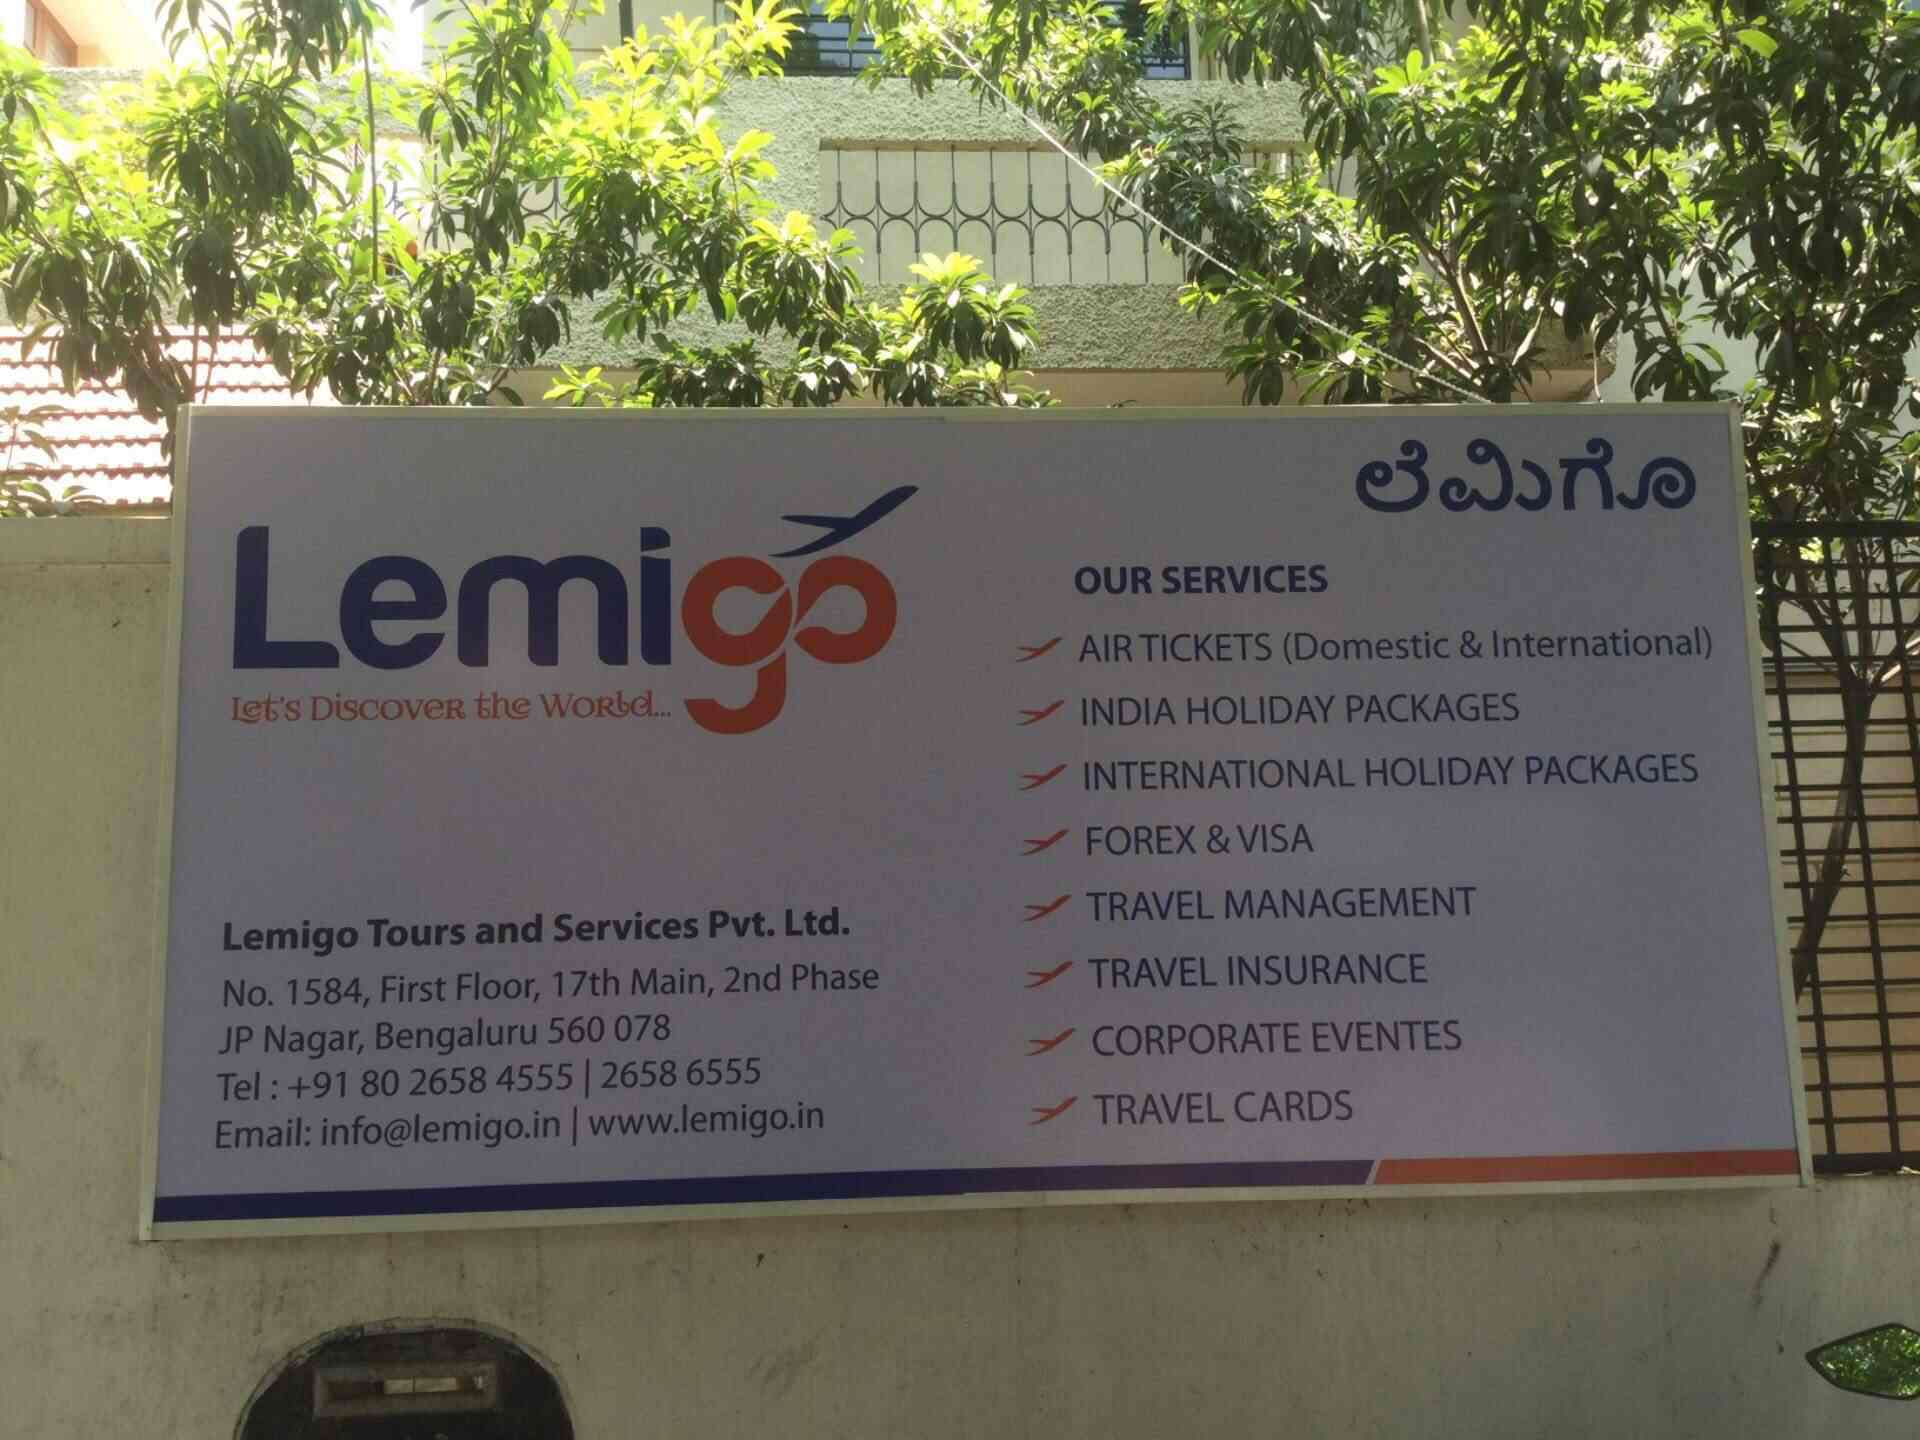 ಲೆಮಿಗೊ
Lemigo
Let's Discover the World...
OUR SERVICES
AIR TICKETS (Domestic & International)
INDIA HOLIDAY PACKAGES
INTERNATIONAL HOLIDAY PACKAGES
FOREX & VISA
TRAVEL MANAGEMENT
TRAVEL INSURANCE
CORPORATE EVENTES
TRAVEL CARDS
Lemigo Tours and Services Pvt. Ltd.
No. 1584, First Floor, 17th Main, 2nd Phase
JP Nagar, Bengaluru 560 078
Tel : +91 80 2658 4555 | 2658 6555
Email: info@lemigo.in | www.lemigo.in